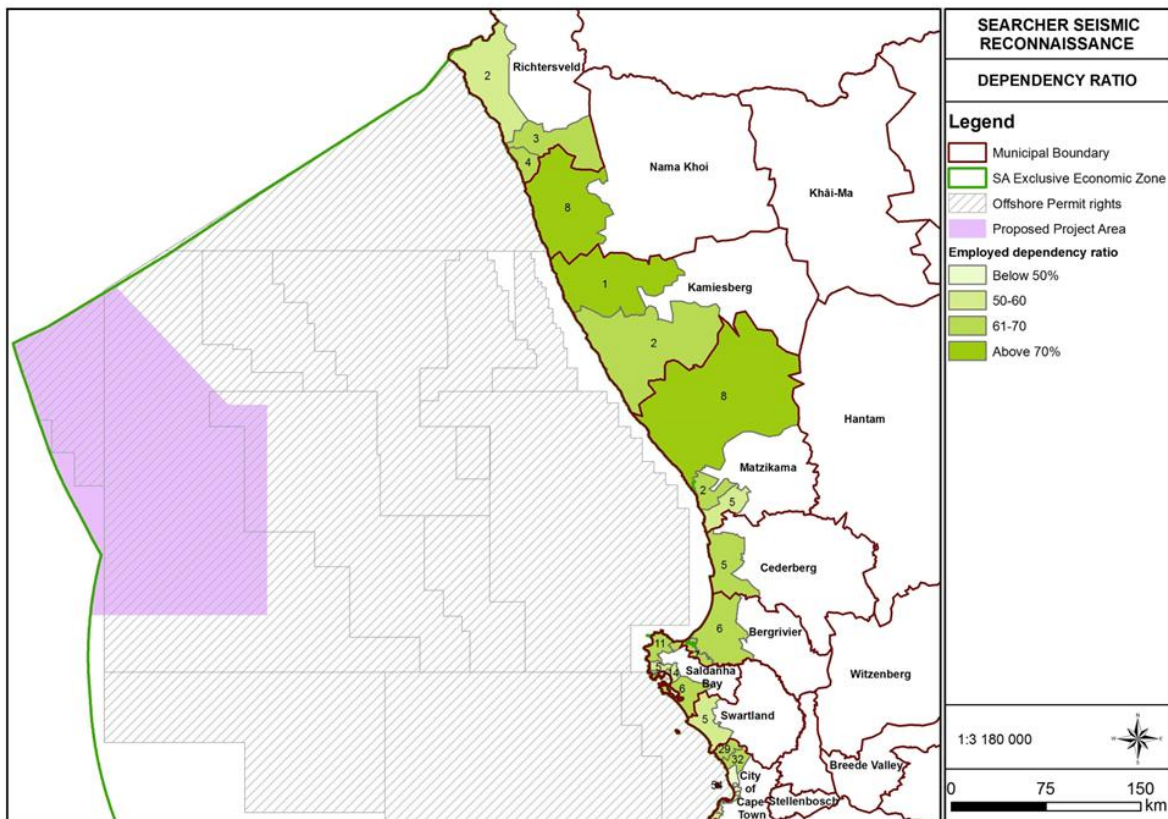 SEARCHER SEISMIC
RECONNAISSANCE
DEPENDENCY RATIO
Legend
Municipal Boundary
SA Exclusive Economic Zone
Offshore Permit rights
Proposed Project Area
Employed dependency ratio
Below 50%
50-60
61-70
Above 70%
1:3 180 000
N
W
E
S
0 75 150
km
Richtersveld
2
3
4
Nama Khoi
Khâi-Ma
8
1
Kamiesberg
2
8
Hantam
Matzikama
2
5
5
Cederberg
6
Bergrivier
11
Witzenberg
5
14
Saldanha
Bay
6
5
Swartland
29
32
Breede Valley
City
of
Cape
Town
Stellenbosch